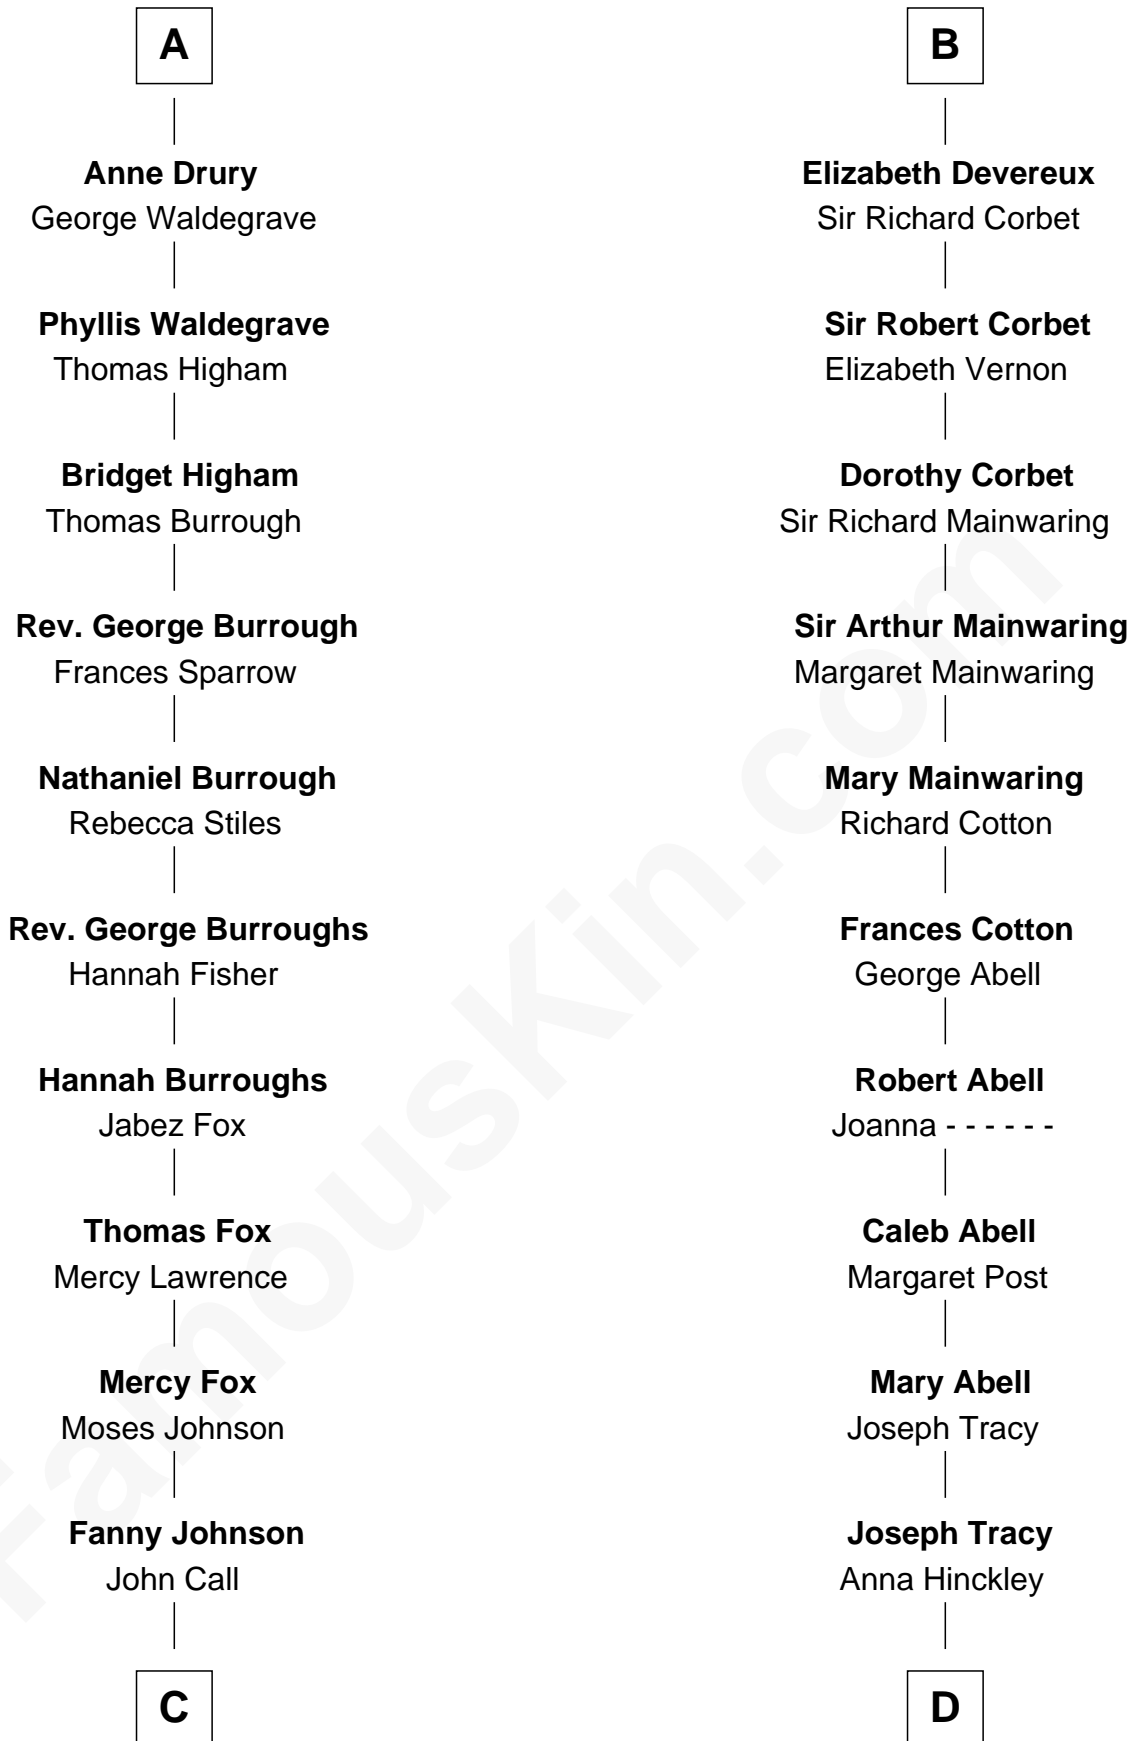 A
Anne Drury
George Waldegrave
Phyllis Waldegrave
Thomas Higham
Bridget Higham
Thomas Burrough
Rev. George Burrough
Frances Sparrow
Nathaniel Burrough
Rebecca Stiles
Rev. George Burroughs
Hannah Fisher
Hannah Burroughs
Jabez Fox
Thomas Fox
Mercy Lawrence
Mercy Fox
Moses Johnson
Fanny Johnson
John Call
C
B
Elizabeth Devereux
Sir Richard Corbet
Sir Robert Corbet
Elizabeth Vernon
Dorothy Corbet
Sir Richard Mainwaring
Sir Arthur Mainwaring
Margaret Mainwaring
Mary Mainwaring
Richard Cotton
Frances Cotton
George Abell
Robert Abell
Joanna - - - - - -
Caleb Abell
Margaret Post
Mary Abell
Joseph Tracy
Joseph Tracy
Anna Hinckley
D
FamousKin.com